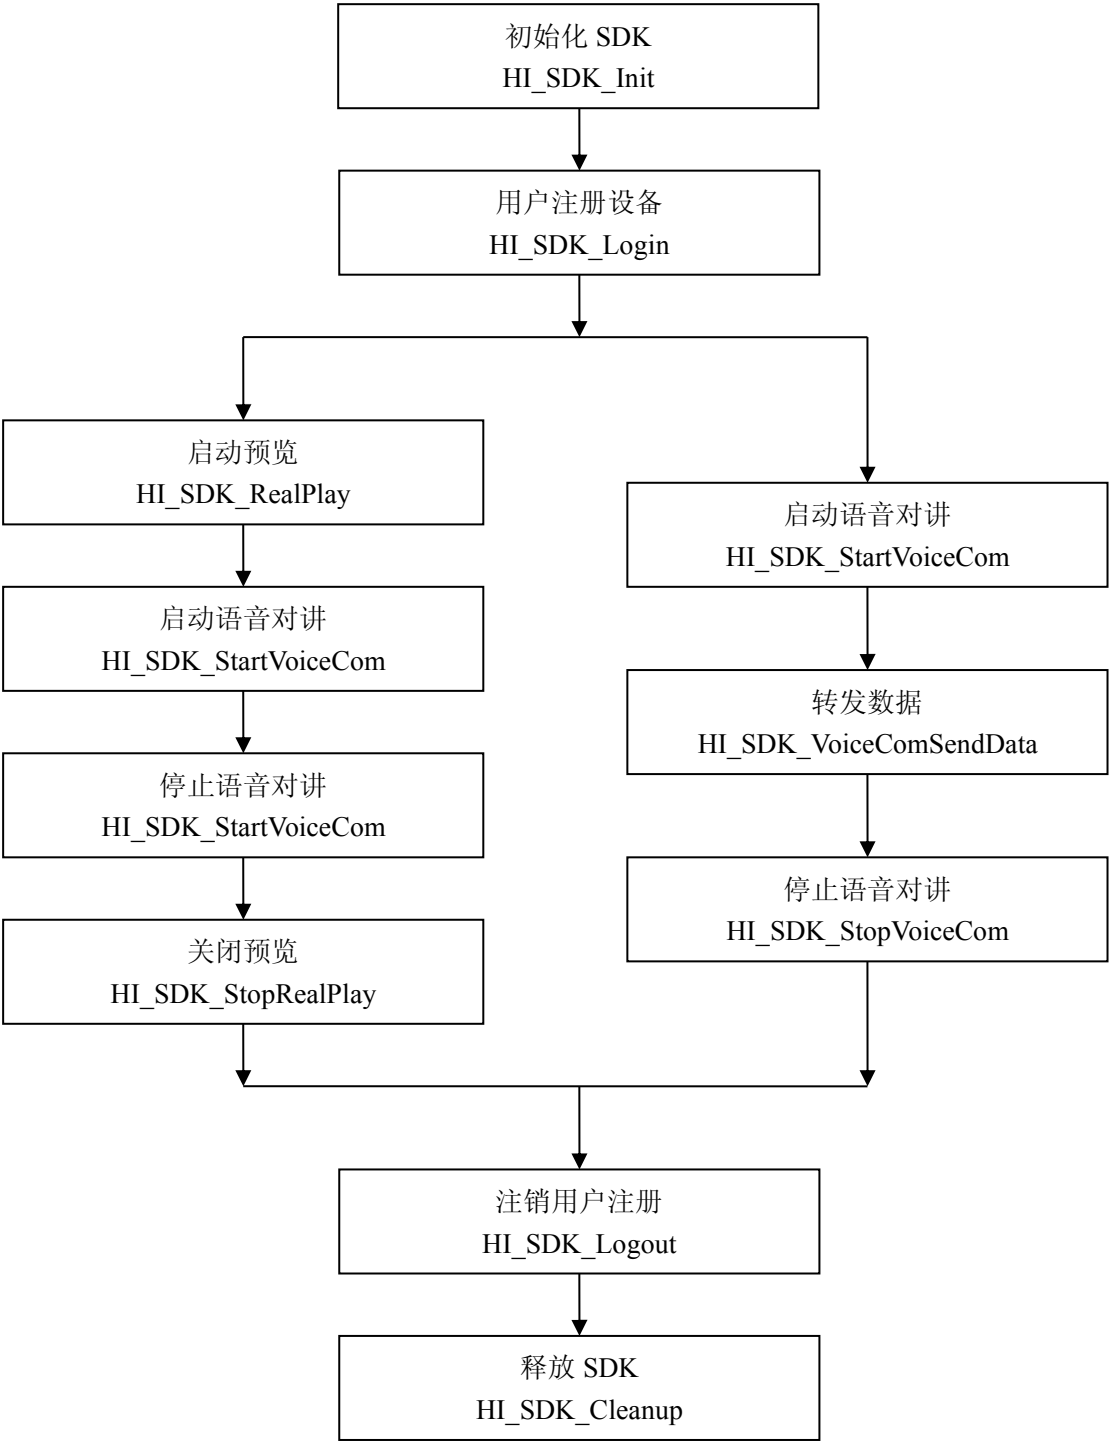 初始化 SDK
HI_SDK_Init
用户注册设备
HI_SDK_Login
启动预览
HI_SDK_RealPlay
启动语音对讲
HI_SDK_StartVoiceCom
停止语音对讲
HI_SDK_StartVoiceCom
关闭预览
HI_SDK_StopRealPlay
启动语音对讲
HI_SDK_StartVoiceCom
转发数据
HI_SDK_VoiceComSendData
停止语音对讲
HI_SDK_StopVoiceCom
注销用户注册
HI_SDK_Logout
释放 SDK
HI_SDK_Cleanup